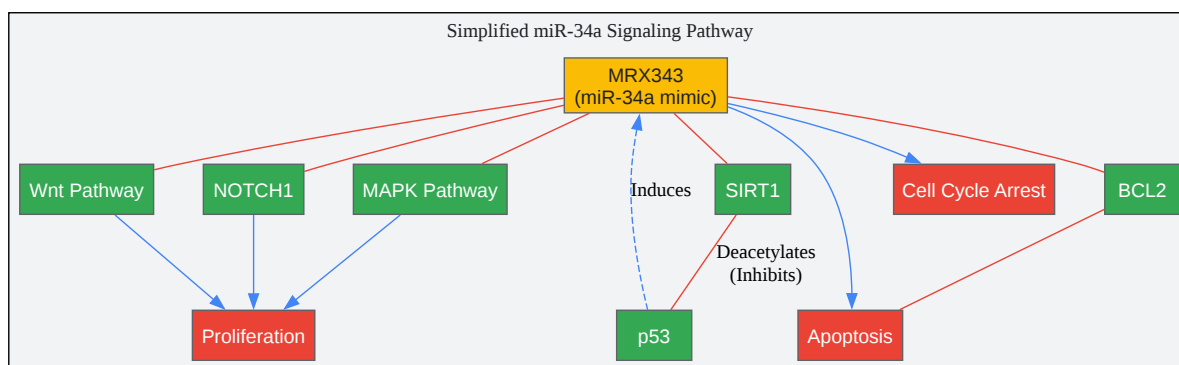 Simplified miR-34a Signaling Pathway
MRX343
(miR-34a mimic)
Wnt Pathway
NOTCH1
MAPK Pathway
Induces
SIRT1
Cell Cycle Arrest
BCL2
Deacetylates
(Inhibits)
Proliferation
p53
Apoptosis